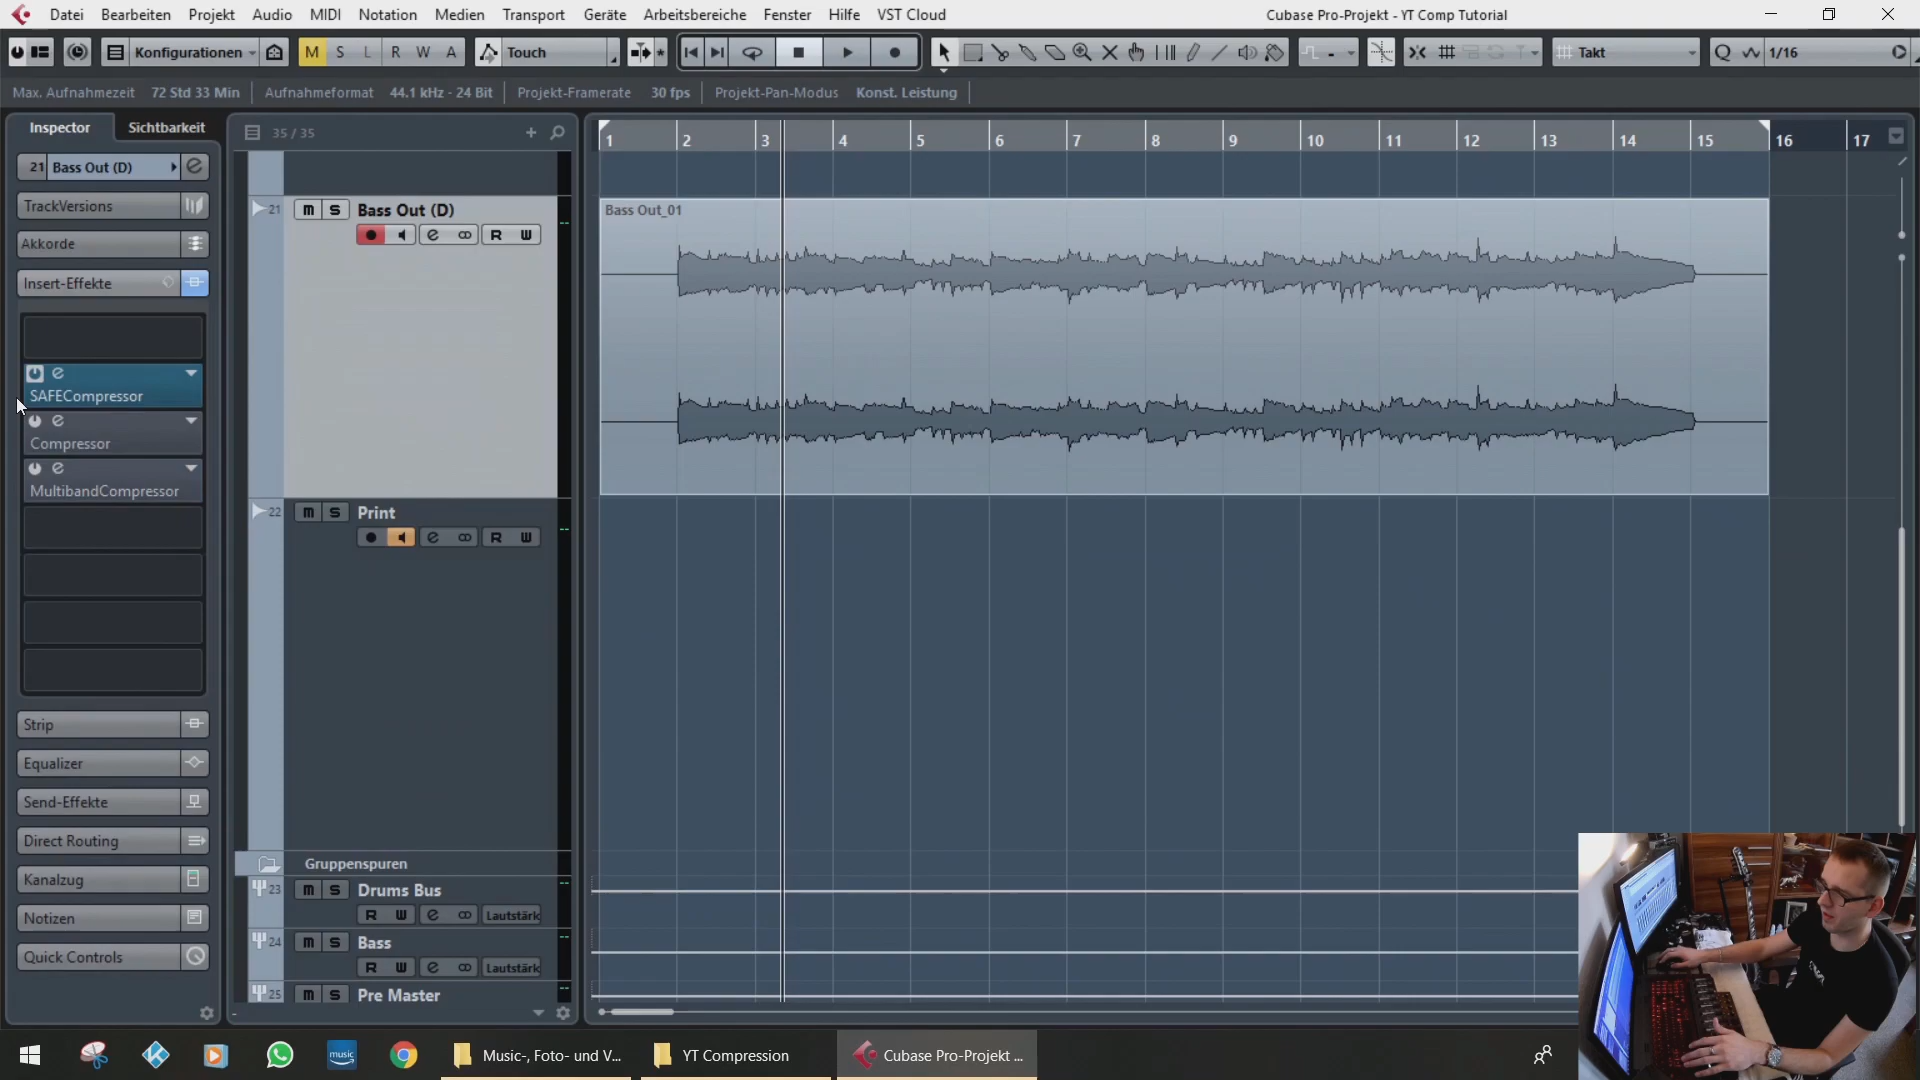 Datei Bearbeiten Projekt Audio MIDI Notation Medien Transport Geräte Arbeitsbereiche Fenster Hilfe VST Cloud Cubase Pro-Projekt - YT Comp Tutorial
Konfigurationen M S L R W A Touch Takt Q 1/16
Max. Aufnahmezeit 72 Std 33 Min Aufnahmeformat 44.1 kHz - 24 Bit Projekt-Framerate 30 fps Projekt-Pan-Modus Konst. Leistung
Inspector Sichtbarkeit 35 / 35
1 2 3 4 5 6 7 8 9 10 11 12 13 14 15 16 17
21 Bass Out (D)
TrackVersions
Akkorde
Insert-Effekte
SAFECompressor
Compressor
MultibandCompressor
Strip
Equalizer
Send-Effekte
Direct Routing
Kanalzug
Notizen
Quick Controls
21 m S Bass Out (D)
R W
Bass Out_01
22 m S Print
R W
Gruppenspuren
23 m S Drums Bus
R W Lautstärk
24 m S Bass
R W Lautstärk
25 m S Pre Master
music Music-, Foto- und V... YT Compression Cubase Pro-Projekt ...